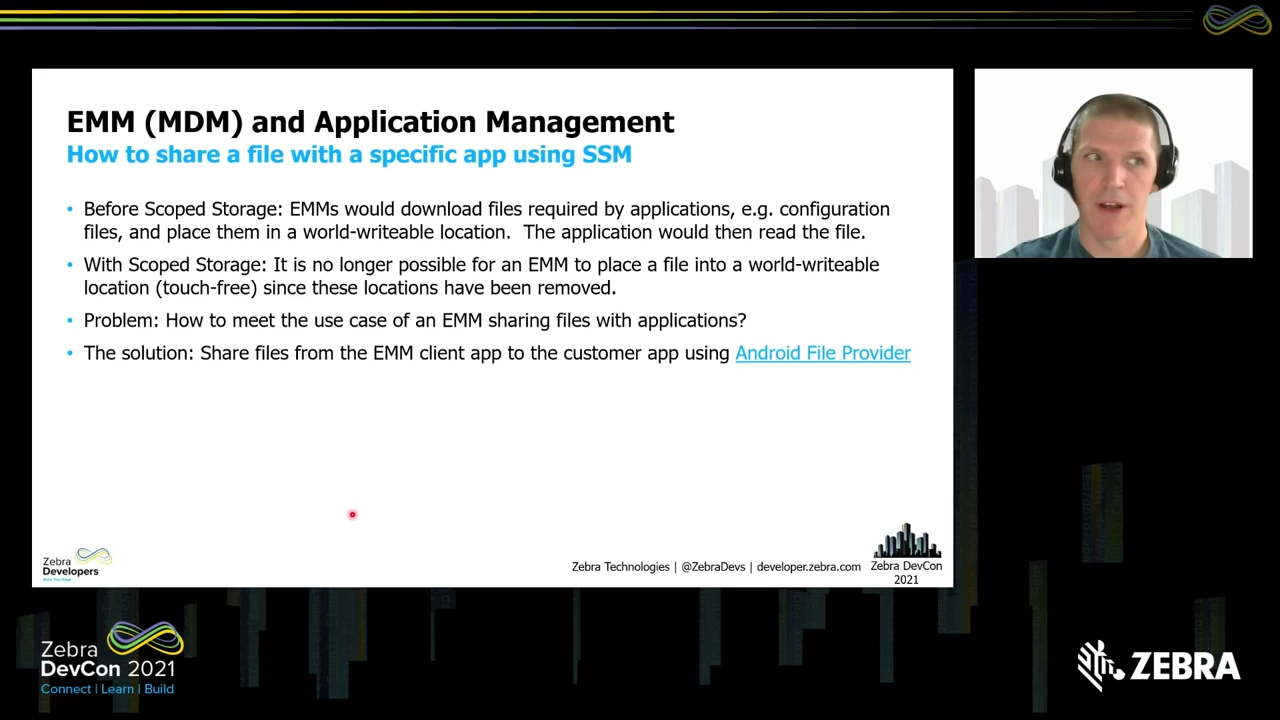 EMM (MDM) and Application Management
How to share a file with a specific app using SSM
• Before Scoped Storage: EMMs would download files required by applications, e.g. configuration
files, and place them in a world-writeable location.  The application would then read the file.
• With Scoped Storage: It is no longer possible for an EMM to place a file into a world-writeable
location (touch-free) since these locations have been removed.
• Problem: How to meet the use case of an EMM sharing files with applications?
• The solution: Share files from the EMM client app to the customer app using Android File Provider
Zebra
Developers
Zebra Technologies | @ZebraDevs | developer.zebra.com
Zebra DevCon
2021
Zebra
DevCon 2021
Connect | Learn | Build
ZEBRA